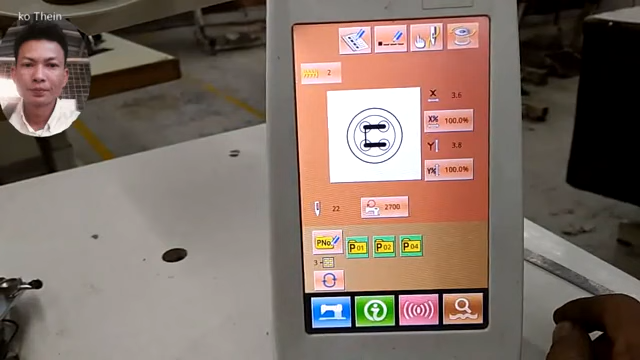 ko Thein
2
X 3.6
X% 100.0%
Y 3.8
Y% 100.0%
22 2700
PNo. P01 P02 P04
3